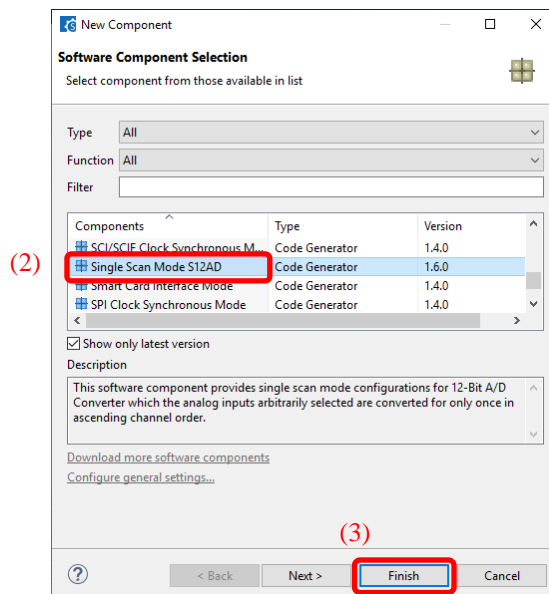 New Component
Software Component Selection
Select component from those available in list
Type All
Function All
Filter
Components Type Version
SCI/SCIF Clock Synchronous M... Code Generator 1.4.0
(2)
Single Scan Mode S12AD Code Generator 1.6.0
Smart Card Interface Mode Code Generator 1.4.0
SPI Clock Synchronous Mode Code Generator 1.4.0
Show only latest version
Description
This software component provides single scan mode configurations for 12-Bit A/D
Converter which the analog inputs arbitrarily selected are converted for only once in
ascending channel order.
Download more software components
Configure general settings...
(3)
? < Back Next > Finish Cancel